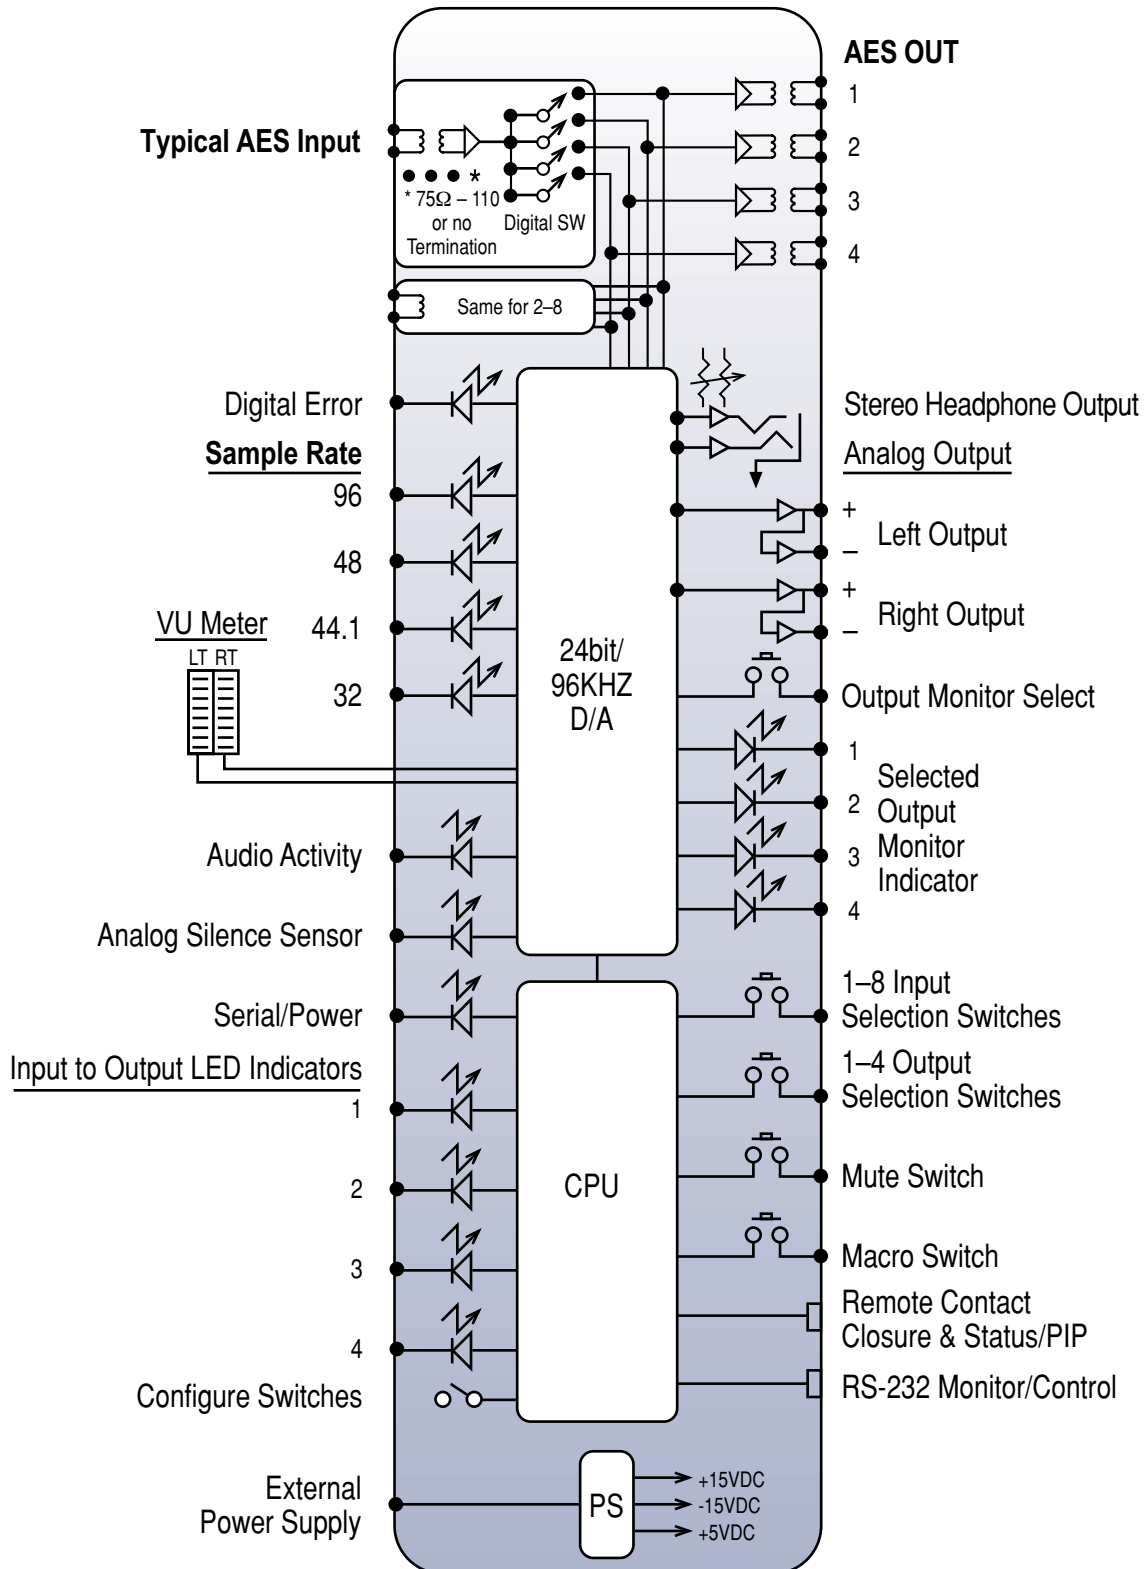 AES OUT
Typical AES Input
1
2
3
4
* 75Ω – 110
or no
Termination
Digital SW
*
Same for 2–8
Digital Error
Sample Rate
96
48
44.1
32
VU Meter
LT RT
24bit/
96KHZ
D/A
Stereo Headphone Output
Analog Output
+
Left Output
–
+
Right Output
–
Output Monitor Select
1
2
3
4
Selected
Output
Monitor
Indicator
Audio Activity
Analog Silence Sensor
Serial/Power
Input to Output LED Indicators
1
2
3
4
Configure Switches
CPU
1–8 Input
Selection Switches
1–4 Output
Selection Switches
Mute Switch
Macro Switch
Remote Contact
Closure & Status/PIP
RS-232 Monitor/Control
External
Power Supply
PS
+15VDC
-15VDC
+5VDC